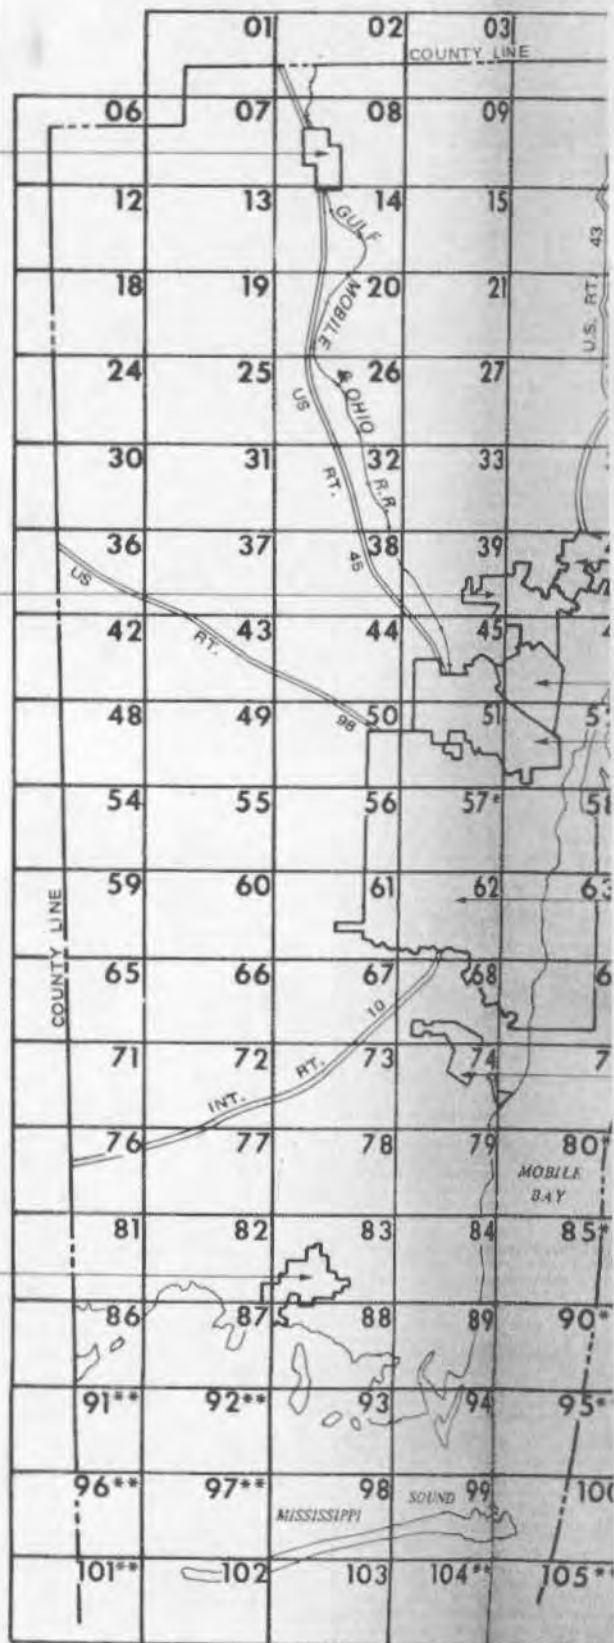 01 02 03
COUNTY LINE
06 07 08 09
12 13 14 15
GULF
MOBILE
& OHIO
R.R.
U.S. RT. 43
18 19 20 21
24 25 26 27
US RT. 45
30 31 32 33
36 37 38 39
US RT. 98
42 43 44 45
48 49 50 51
54 55 56 57*
59 60 61 62 63
COUNTY LINE
65 66 67 68
INT. RT. 10
71 72 73 74
76 77 78 79 80*
MOBILE
BAY
81 82 83 84 85*
86 87 88 89 90*
91** 92** 93 94 95*
96** 97** 98 99 100
MISSISSIPPI SOUND
101** 102 103 104** 105**